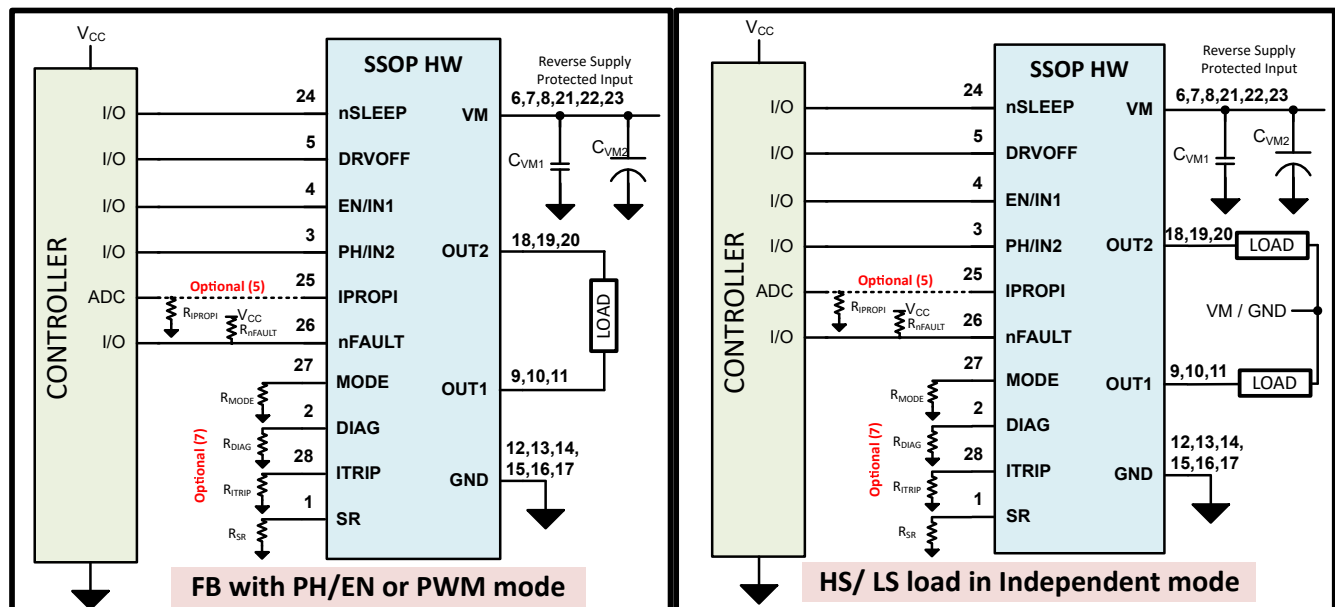 VCC
CONTROLLER
I/O
I/O
I/O
I/O
ADC
I/O
24
5
4
3
Optional (5)
25
RIPROPI
VCC
RnFAULT
26
27
RMODE
2
RDIAG
Optional (7)
28
RITRIP
1
RSR
SSOP HW
nSLEEP
DRVOFF
EN/IN1
PH/IN2
IPROPI
nFAULT
MODE
DIAG
ITRIP
SR
VM
OUT2
OUT1
GND
Reverse Supply
Protected Input
6,7,8,21,22,23
CVM1
CVM2
18,19,20
LOAD
9,10,11
12,13,14,
15,16,17
FB with PH/EN or PWM mode
VCC
CONTROLLER
I/O
I/O
I/O
I/O
ADC
I/O
24
5
4
3
Optional (5)
25
RIPROPI
VCC
RnFAULT
26
27
RMODE
2
RDIAG
Optional (7)
28
RITRIP
1
RSR
SSOP HW
nSLEEP
DRVOFF
EN/IN1
PH/IN2
IPROPI
nFAULT
MODE
DIAG
ITRIP
SR
VM
OUT2
OUT1
GND
Reverse Supply
Protected Input
6,7,8,21,22,23
CVM1
CVM2
18,19,20
LOAD
VM / GND
9,10,11
LOAD
12,13,14,
15,16,17
HS/ LS load in Independent mode